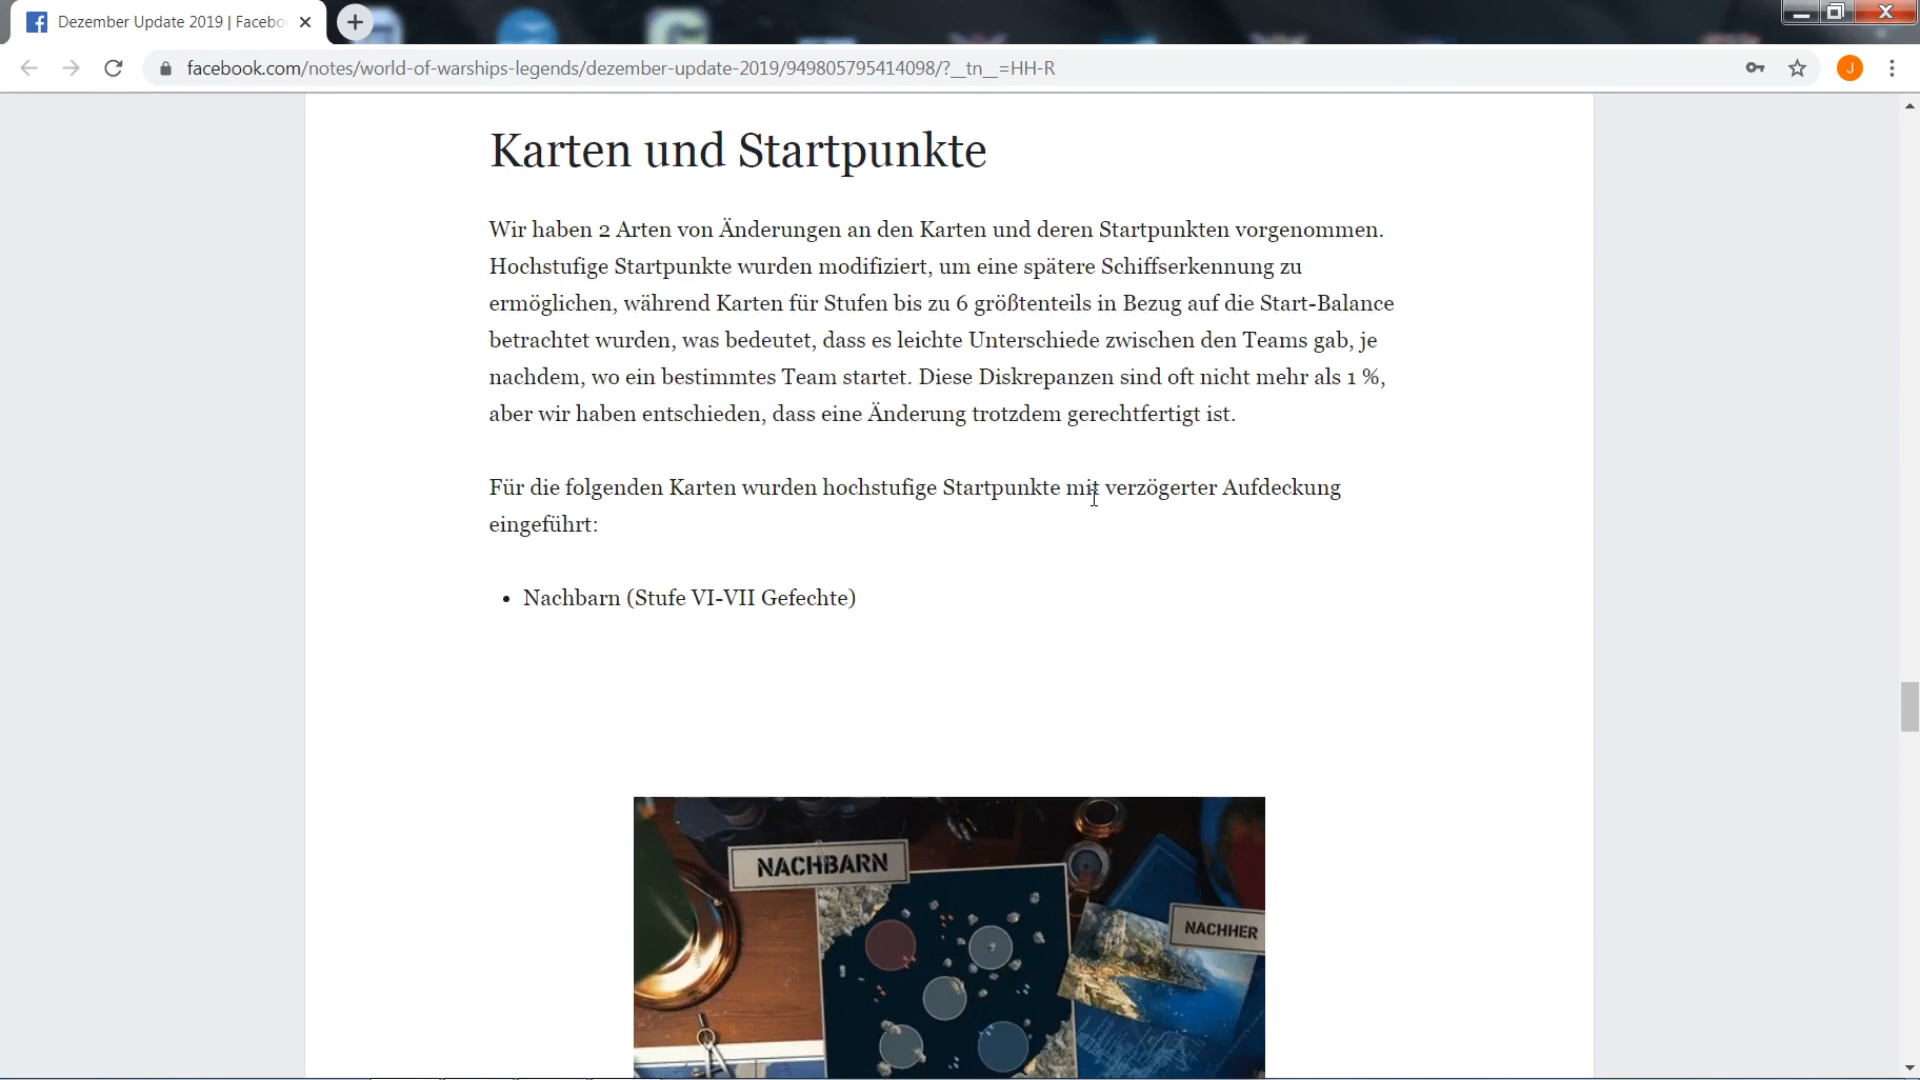 Dezember Update 2019 | Facebo
facebook.com/notes/world-of-warships-legends/dezember-update-2019/949805795414098/?__tn__=HH-R
J
Karten und Startpunkte
Wir haben 2 Arten von Änderungen an den Karten und deren Startpunkten vorgenommen.
Hochstufige Startpunkte wurden modifiziert, um eine spätere Schiffserkennung zu
ermöglichen, während Karten für Stufen bis zu 6 größtenteils in Bezug auf die Start-Balance
betrachtet wurden, was bedeutet, dass es leichte Unterschiede zwischen den Teams gab, je
nachdem, wo ein bestimmtes Team startet. Diese Diskrepanzen sind oft nicht mehr als 1 %,
aber wir haben entschieden, dass eine Änderung trotzdem gerechtfertigt ist.
Für die folgenden Karten wurden hochstufige Startpunkte mit verzögerter Aufdeckung
eingeführt:
• Nachbarn (Stufe VI-VII Gefechte)
NACHBARN
NACHHER